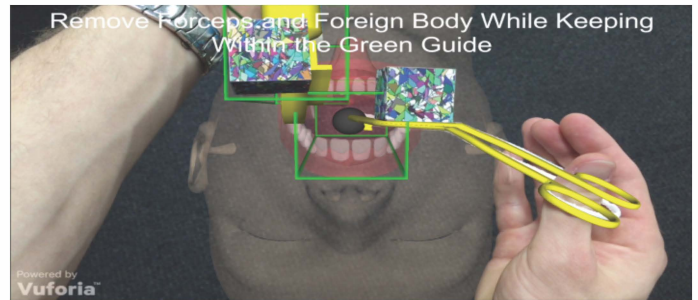 Remove Forceps and Foreign Body While Keeping
Within the Green Guide
Powered by
Vuforia™